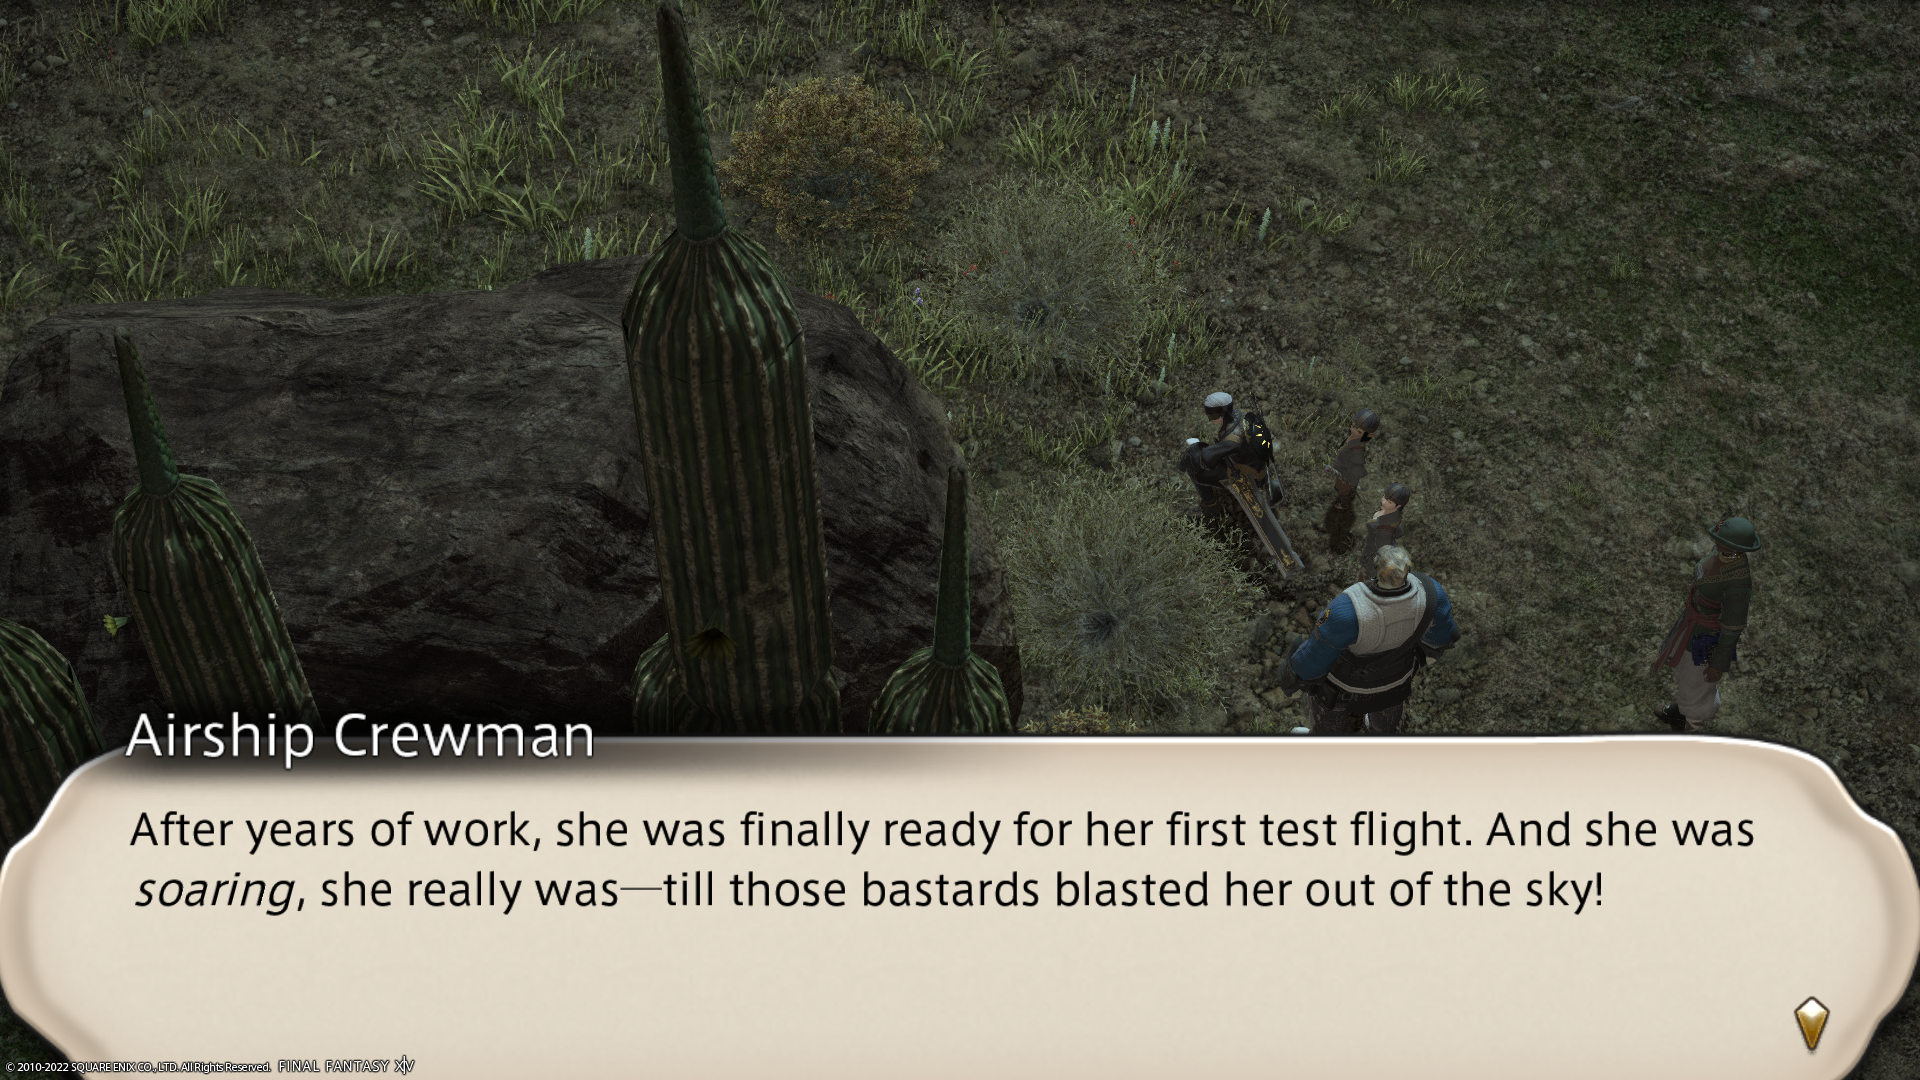 Airship Crewman
After years of work, she was finally ready for her first test flight. And she was
soaring, she really was—till those bastards blasted her out of the sky!
© 2010-2022 SQUARE ENIX CO., LTD. All Rights Reserved. FINAL FANTASY XIV